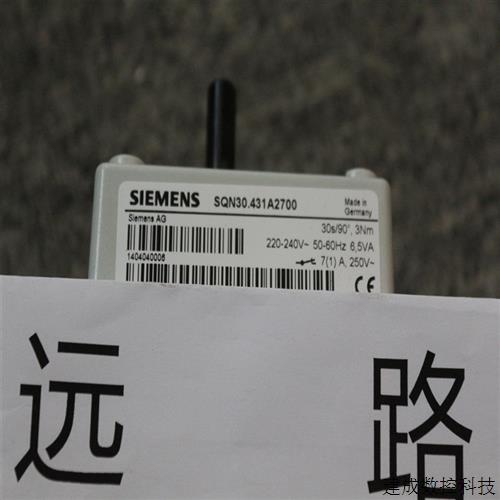 SIEMENS SQN30.431A2700 Made in
Germany
Siemens AG
30s/90°, 3Nm
220-240V~ 50-60Hz 6,5VA
1404040006
7(1) A, 250V~
CE
远 路
建成数控科技